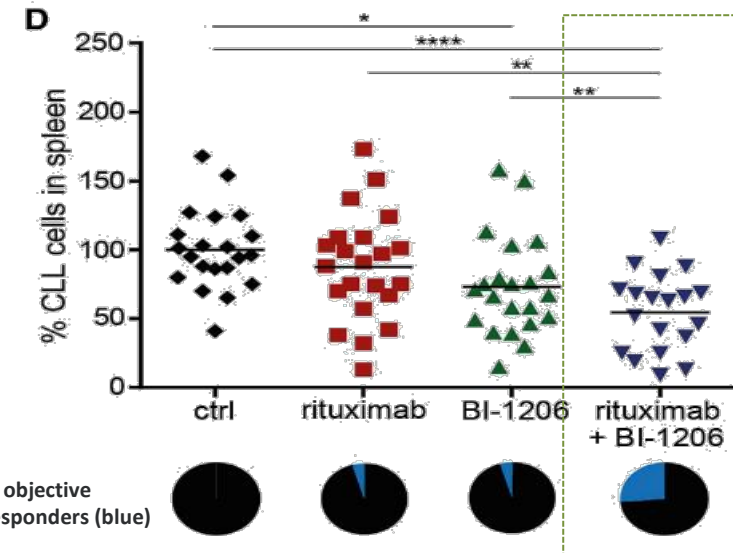 D
*
****
**
**
% CLL cells in spleen
250
200
150
100
50
0
ctrl
rituximab
BI-1206
rituximab
+ BI-1206
objective
sponders (blue)